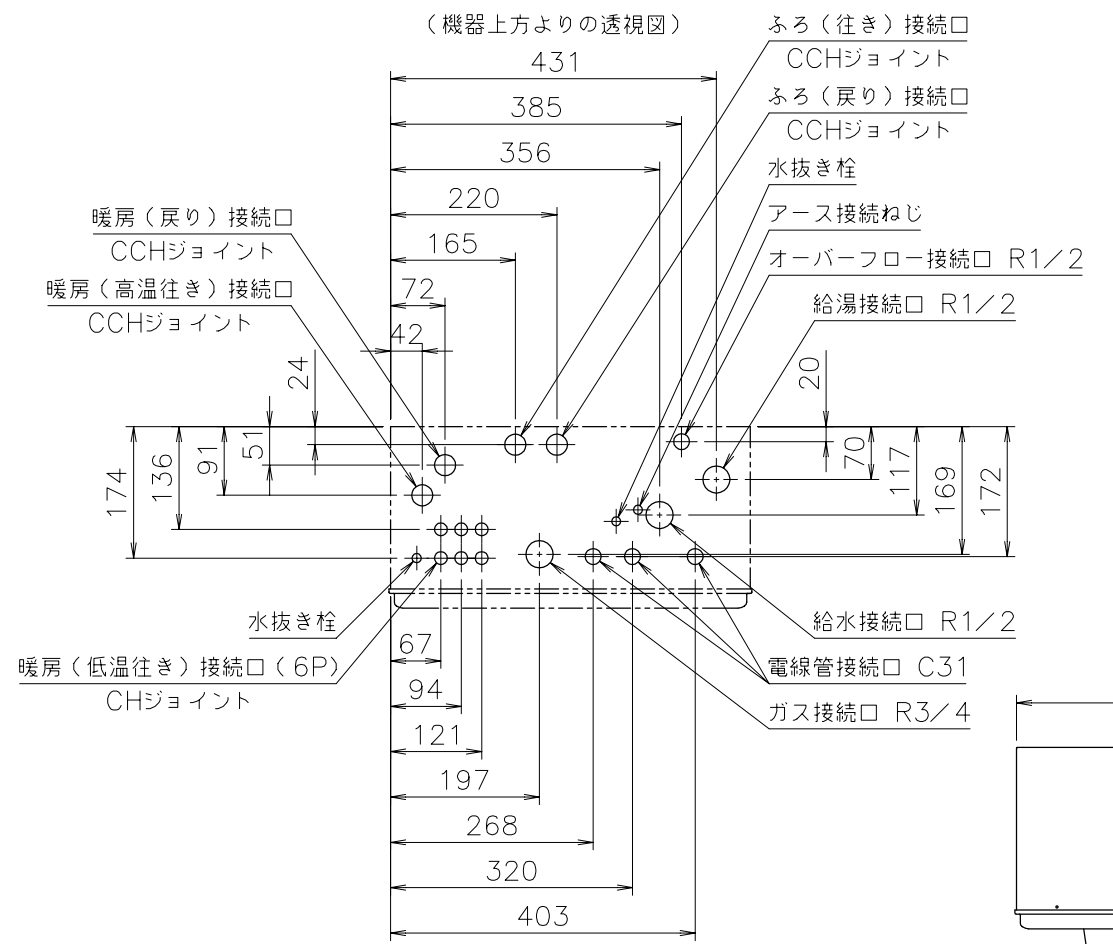 （機器上方よりの透視図）
ふろ（往き）接続口
CCHジョイント
431
ふろ（戻り）接続口
CCHジョイント
385
356
水抜き栓
220
アース接続ねじ
暖房（戻り）接続口
CCHジョイント
165
オーバーフロー接続口 R1／2
暖房（高温往き）接続口
CCHジョイント
72
給湯接続口 R1／2
42
24
20
174
136
91
51
70
117
169
172
水抜き栓
給水接続口 R1／2
67
暖房（低温往き）接続口（6P）
CHジョイント
電線管接続口 C31
94
ガス接続口 R3／4
121
197
268
320
403